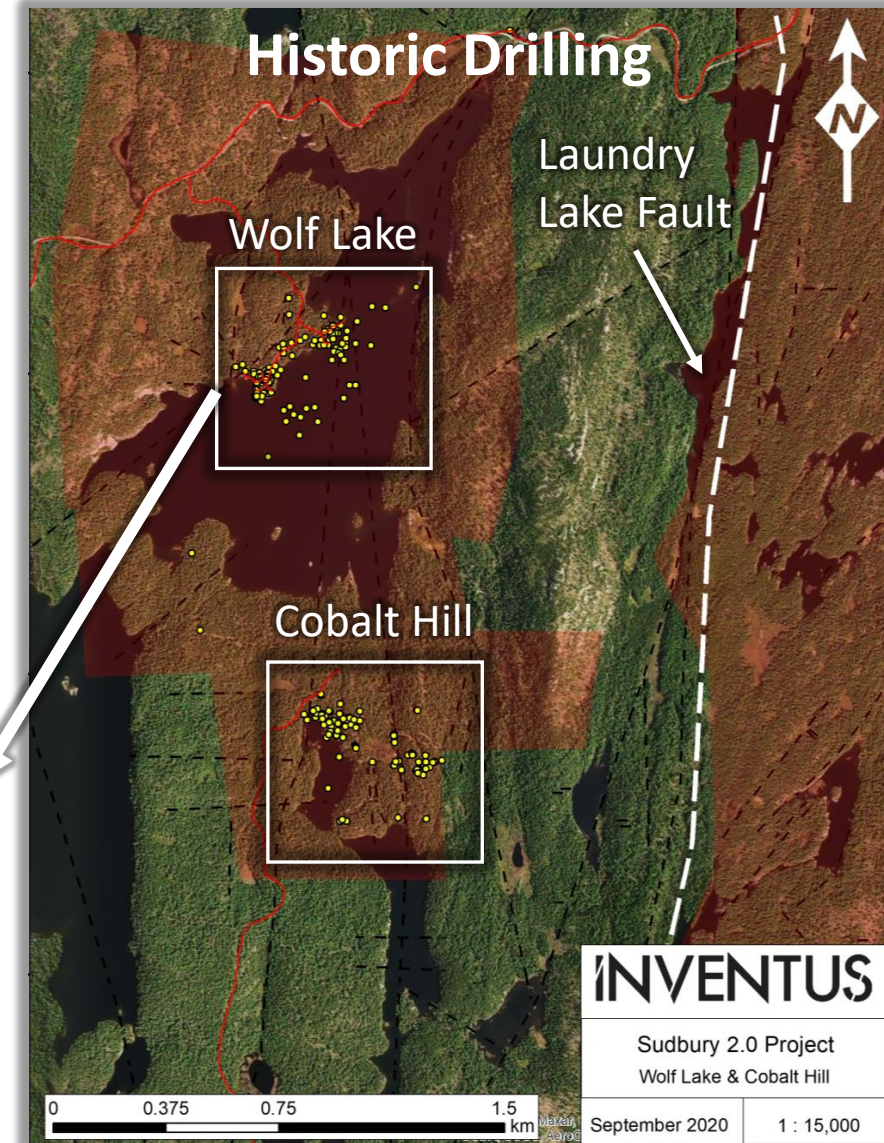 Historic Drilling
N
Laundry
Lake Fault
Wolf Lake
Cobalt Hill
INVENTUS
Sudbury 2.0 Project
Wolf Lake & Cobalt Hill
September 2020
1 : 15,000
0
0.375
0.75
1.5
km
Maxar,